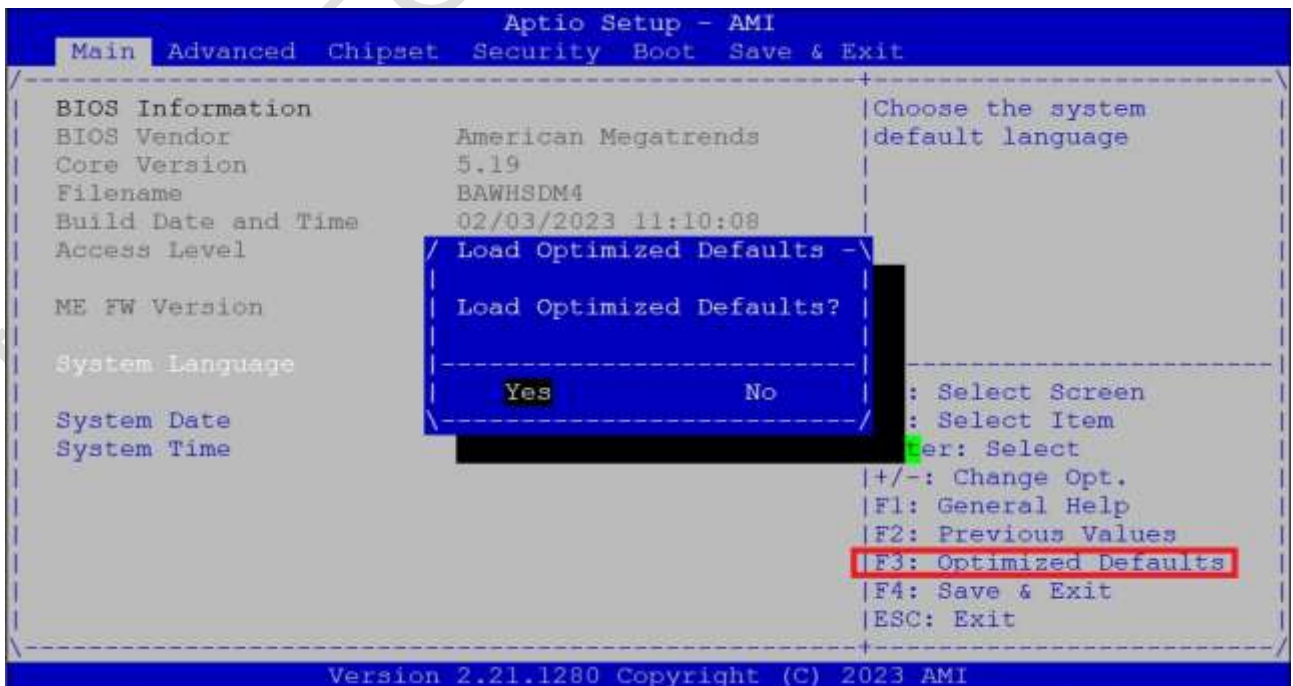 Aptio Setup - AMI
Main Advanced Chipset Security Boot Save & Exit
BIOS Information
BIOS Vendor American Megatrends
Core Version 5.19
Filename BAWHSDM4
Build Date and Time 02/03/2023 11:10:08
Access Level
ME FW Version
System Language
System Date
System Time
Choose the system
default language
Load Optimized Defaults
Load Optimized Defaults?
Yes No
: Select Screen
: Select Item
ter: Select
+/-: Change Opt.
F1: General Help
F2: Previous Values
F3: Optimized Defaults
F4: Save & Exit
ESC: Exit
Version 2.21.1280 Copyright (C) 2023 AMI